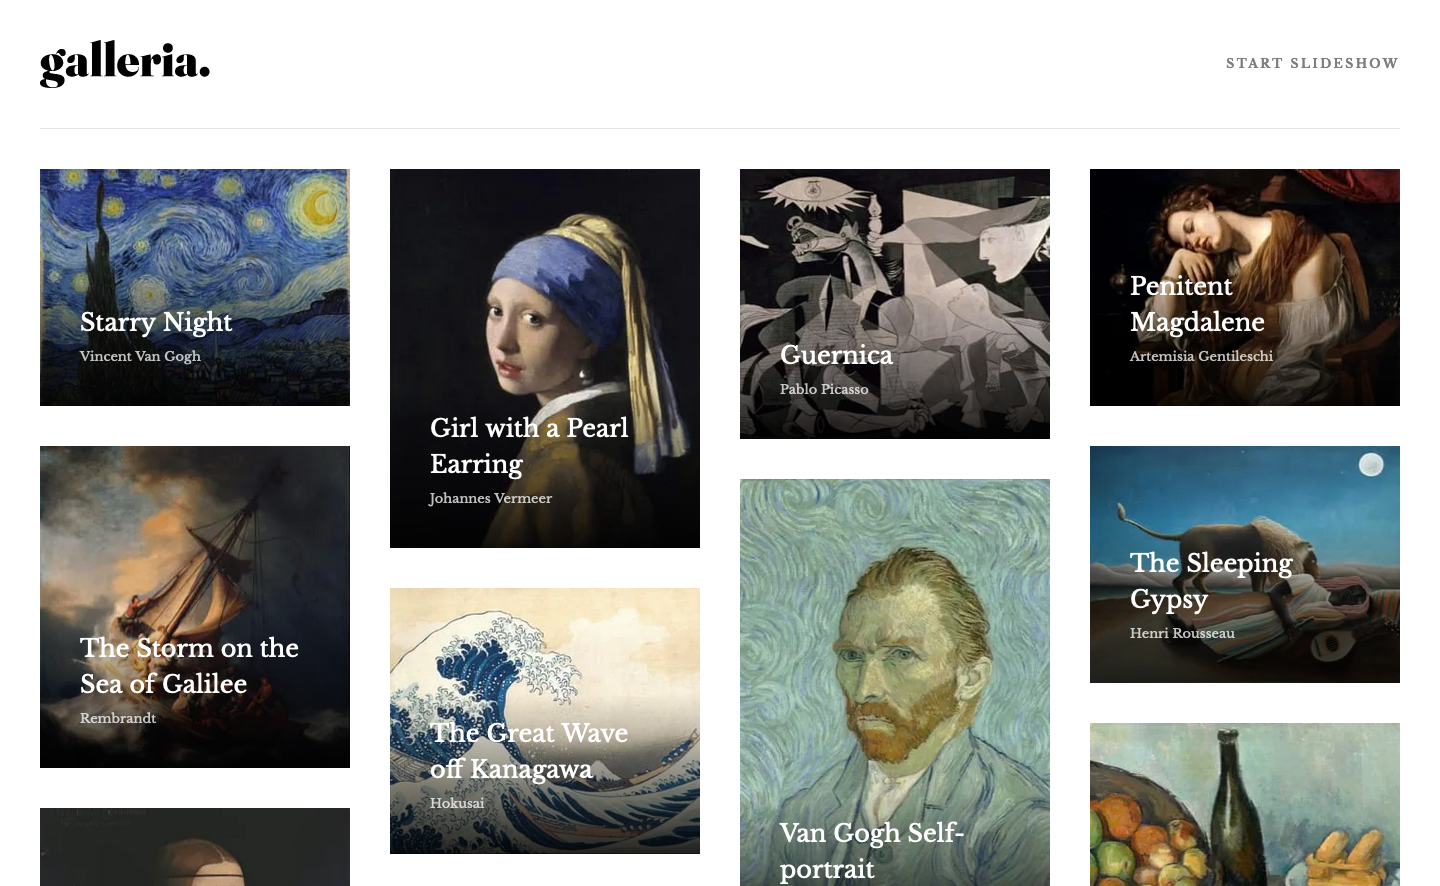 galleria.
START SLIDESHOW
Starry Night
Vincent Van Gogh
Girl with a Pearl
Earring
Johannes Vermeer
Guernica
Pablo Picasso
Penitent
Magdalene
Artemisia Gentileschi
The Storm on the
Sea of Galilee
Rembrandt
The Great Wave
off Kanagawa
Hokusai
Van Gogh Self-
portrait
The Sleeping
Gypsy
Henri Rousseau